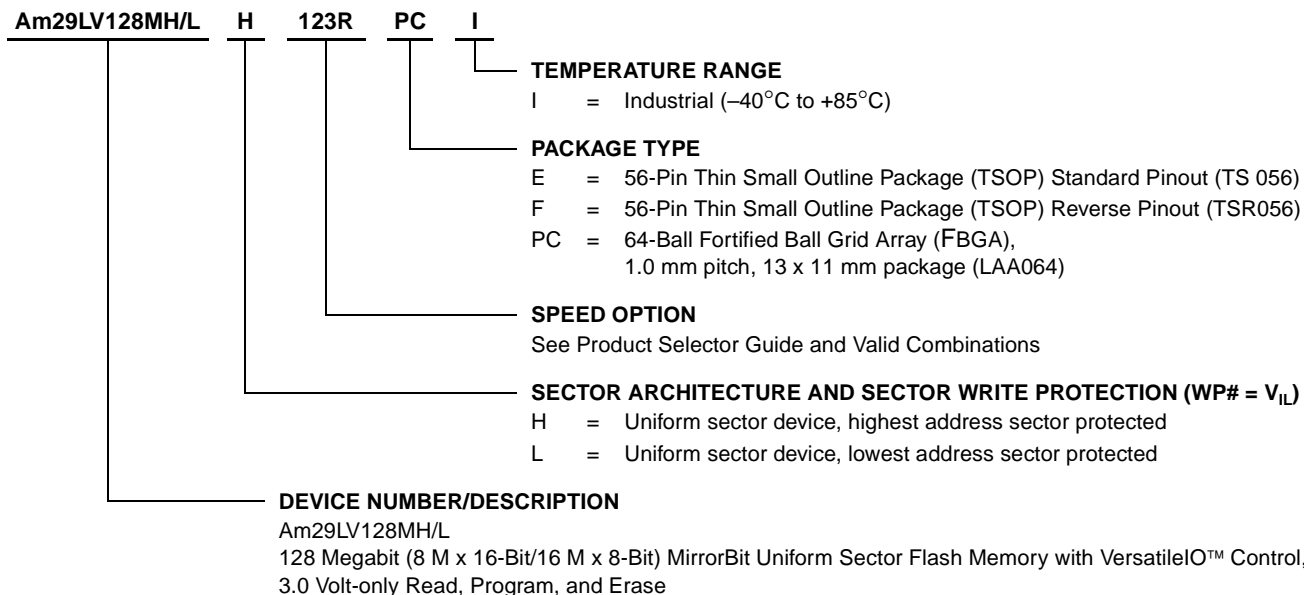 Am29LV128MH/L H 123R PC I
TEMPERATURE RANGE
I = Industrial (–40°C to +85°C)
PACKAGE TYPE
E = 56-Pin Thin Small Outline Package (TSOP) Standard Pinout (TS 056)
F = 56-Pin Thin Small Outline Package (TSOP) Reverse Pinout (TSR056)
PC = 64-Ball Fortified Ball Grid Array (FBGA),
1.0 mm pitch, 13 x 11 mm package (LAA064)
SPEED OPTION
See Product Selector Guide and Valid Combinations
SECTOR ARCHITECTURE AND SECTOR WRITE PROTECTION (WP# = VIL)
H = Uniform sector device, highest address sector protected
L = Uniform sector device, lowest address sector protected
DEVICE NUMBER/DESCRIPTION
Am29LV128MH/L
128 Megabit (8 M x 16-Bit/16 M x 8-Bit) MirrorBit Uniform Sector Flash Memory with VersatileIO™ Control,
3.0 Volt-only Read, Program, and Erase